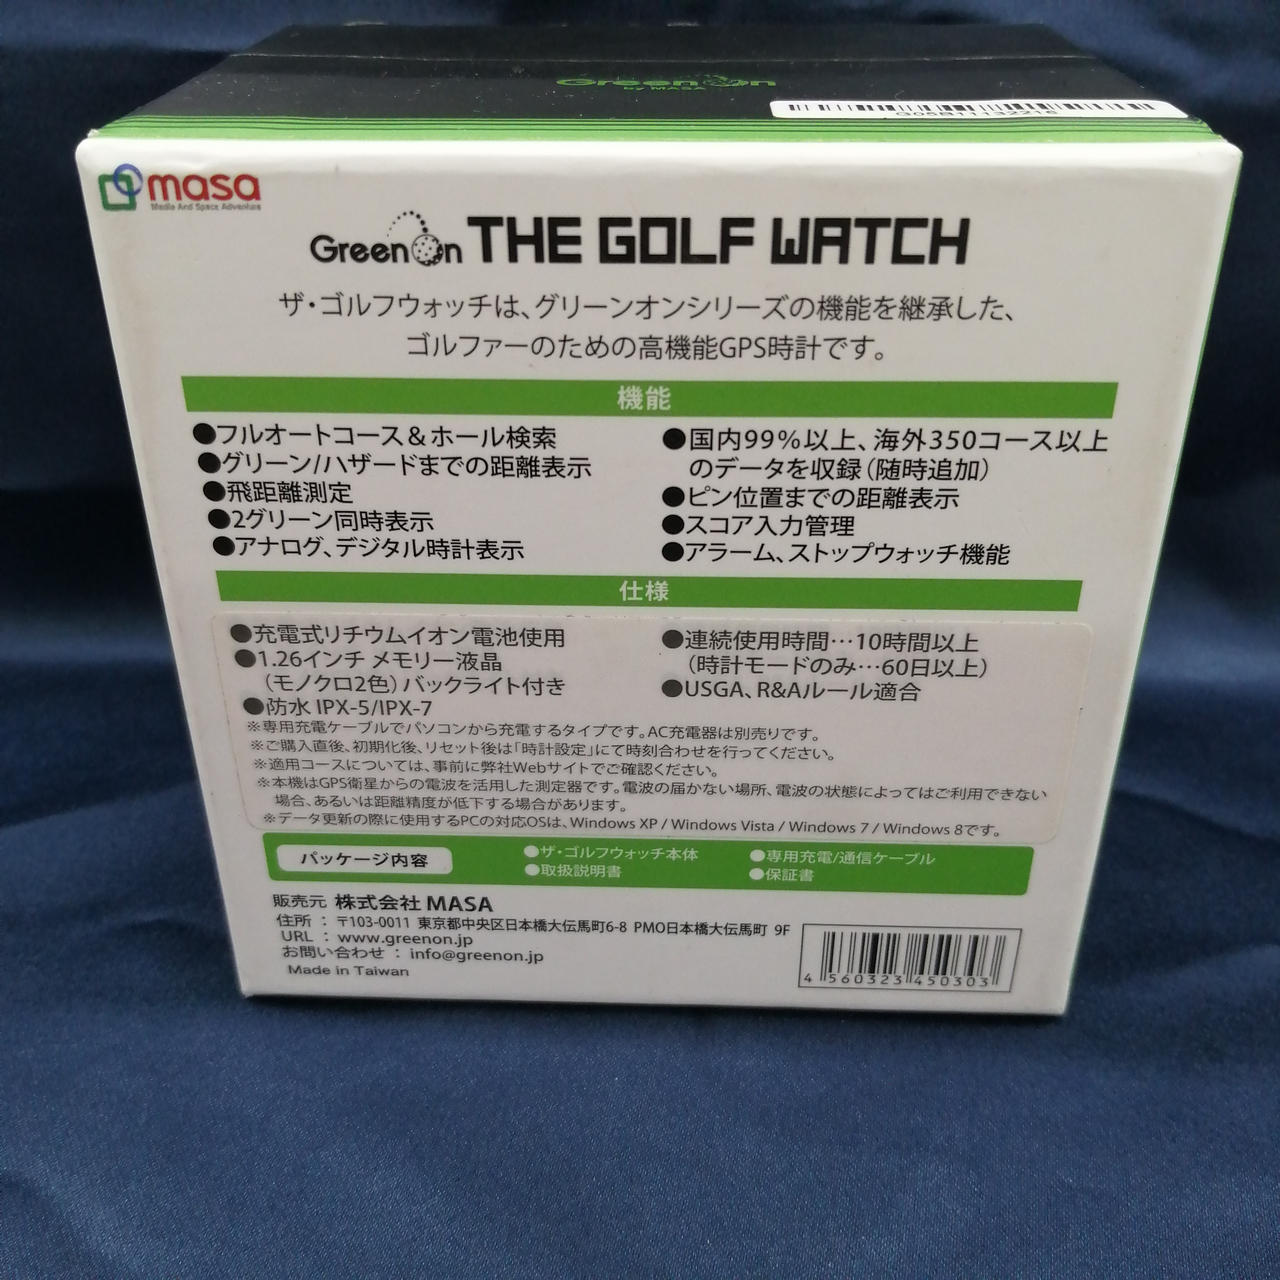 GreenOn
by MASA
G05B11132216
masa
Media And Space Adventure
GreenOn THE GOLF WATCH
ザ・ゴルフウォッチは、グリーンオンシリーズの機能を継承した、
ゴルファーのための高機能GPS時計です。
機能
●フルオートコース&ホール検索
●グリーン/ハザードまでの距離表示
●飛距離測定
●2グリーン同時表示
●アナログ、デジタル時計表示
●国内99%以上、海外350コース以上
のデータを収録(随時追加)
●ピン位置までの距離表示
●スコア入力管理
●アラーム、ストップウォッチ機能
仕様
●充電式リチウムイオン電池使用
●1.26インチ メモリー液晶
(モノクロ2色)バックライト付き
●防水 IPX-5/IPX-7
●連続使用時間…10時間以上
(時計モードのみ…60日以上)
●USGA、R&Aルール適合
※専用充電ケーブルでパソコンから充電するタイプです。AC充電器は別売りです。
※ご購入直後、初期化後、リセット後は「時計設定」にて時刻合わせを行ってください。
※適用コースについては、事前に弊社Webサイトでご確認ください。
※本機はGPS衛星からの電波を活用した測定器です。電波の届かない場所、電波の状態によってはご利用できない
場合、あるいは距離精度が低下する場合があります。
※データ更新の際に使用するPCの対応OSは、Windows XP / Windows Vista / Windows 7 / Windows 8です。
パッケージ内容
●ザ・ゴルフウォッチ本体
●取扱説明書
●専用充電/通信ケーブル
●保証書
販売元 株式会社 MASA
住所 : 〒103-0011 東京都中央区日本橋大伝馬町6-8 PMO日本橋大伝馬町 9F
URL : www.greenon.jp
お問い合わせ : info@greenon.jp
Made in Taiwan
4 560323 450303